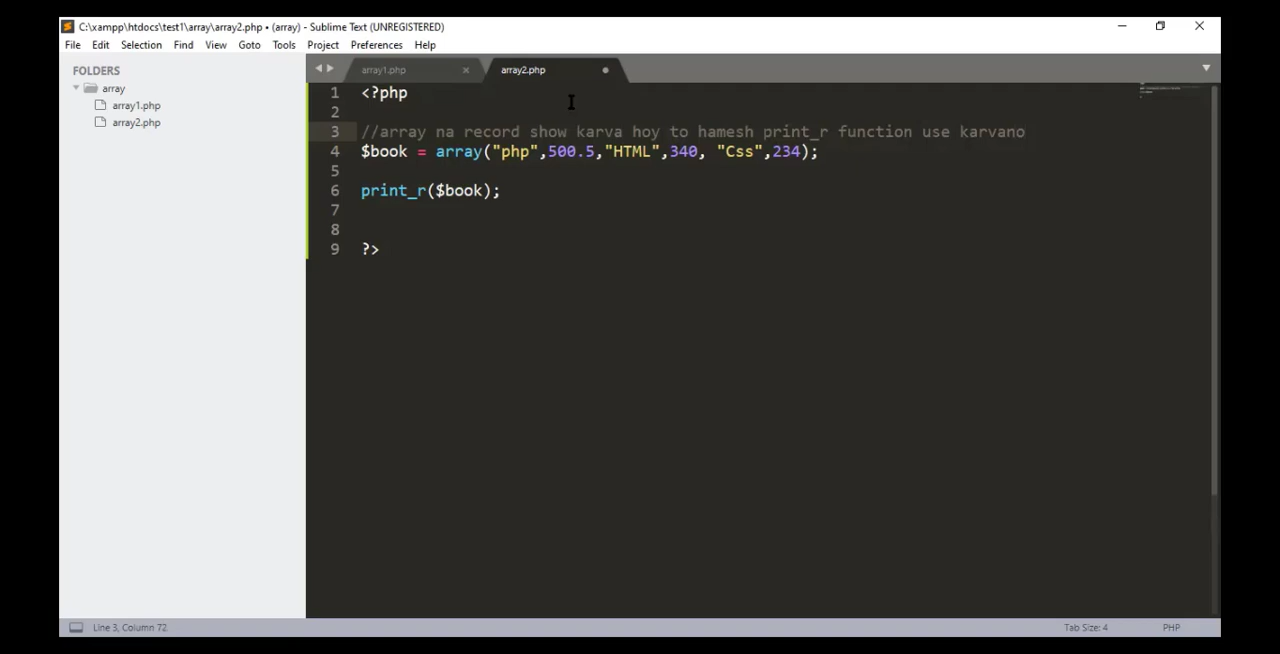 C:\xampp\htdocs\test1\array\array2.php • (array) - Sublime Text (UNREGISTERED)
File Edit Selection Find View Goto Tools Project Preferences Help
FOLDERS
array
array1.php
array2.php
array1.php × array2.php
1 <?php
2
3 //array na record show karva hoy to hamesh print_r function use karvano
4 $book = array("php",500.5,"HTML",340, "Css",234);
5
6 print_r($book);
7
8
9 ?>
Line 3, Column 72 Tab Size: 4 PHP